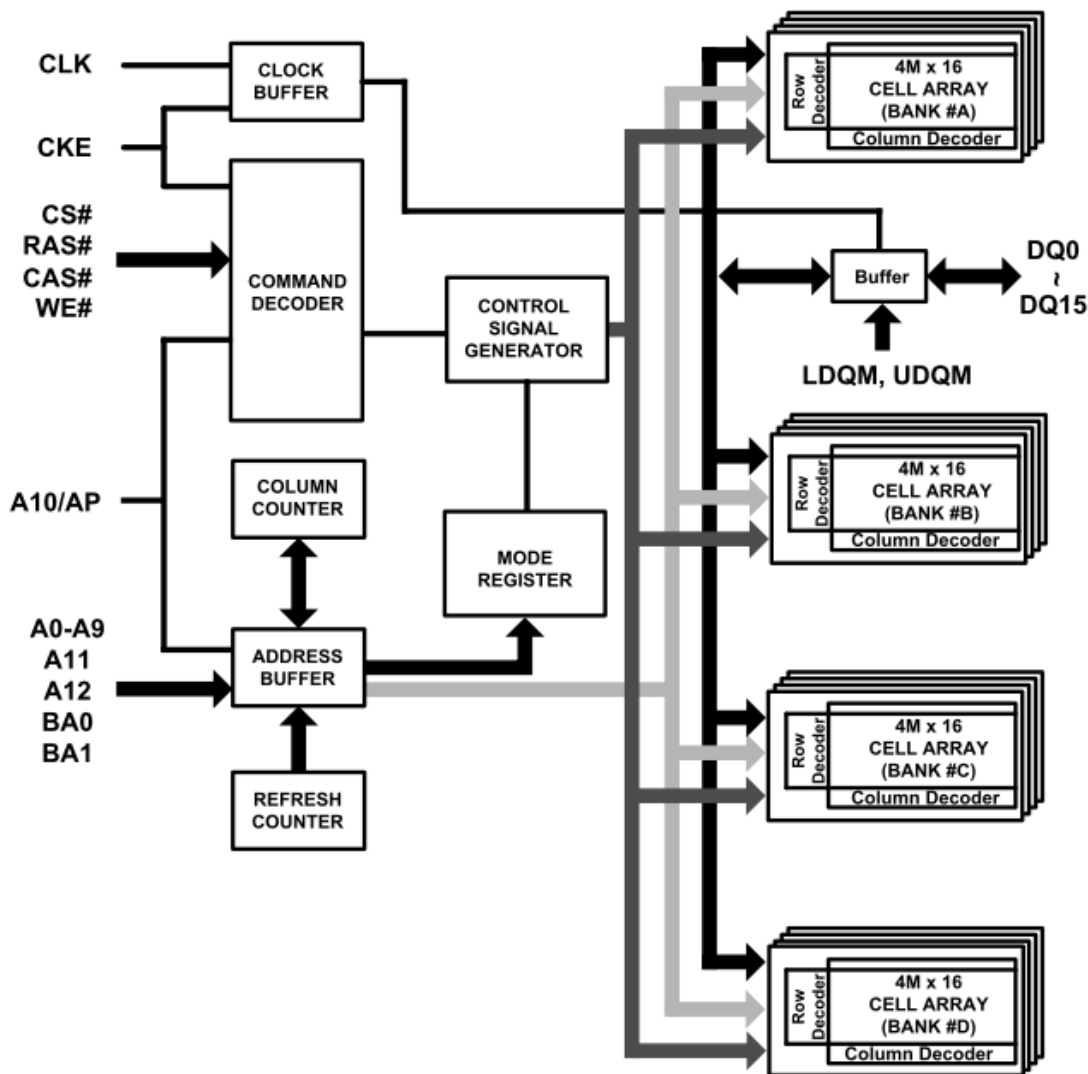 CLK
CLOCK
BUFFER
CKE
CS#
RAS#
CAS#
WE#
COMMAND
DECODER
CONTROL
SIGNAL
GENERATOR
A10/AP
COLUMN
COUNTER
MODE
REGISTER
A0-A9
A11
A12
BA0
BA1
ADDRESS
BUFFER
REFRESH
COUNTER
Row
Decoder
4M x 16
CELL ARRAY
(BANK #A)
Column Decoder
Buffer
DQ0
~
DQ15
LDQM, UDQM
Row
Decoder
4M x 16
CELL ARRAY
(BANK #B)
Column Decoder
Row
Decoder
4M x 16
CELL ARRAY
(BANK #C)
Column Decoder
Row
Decoder
4M x 16
CELL ARRAY
(BANK #D)
Column Decoder